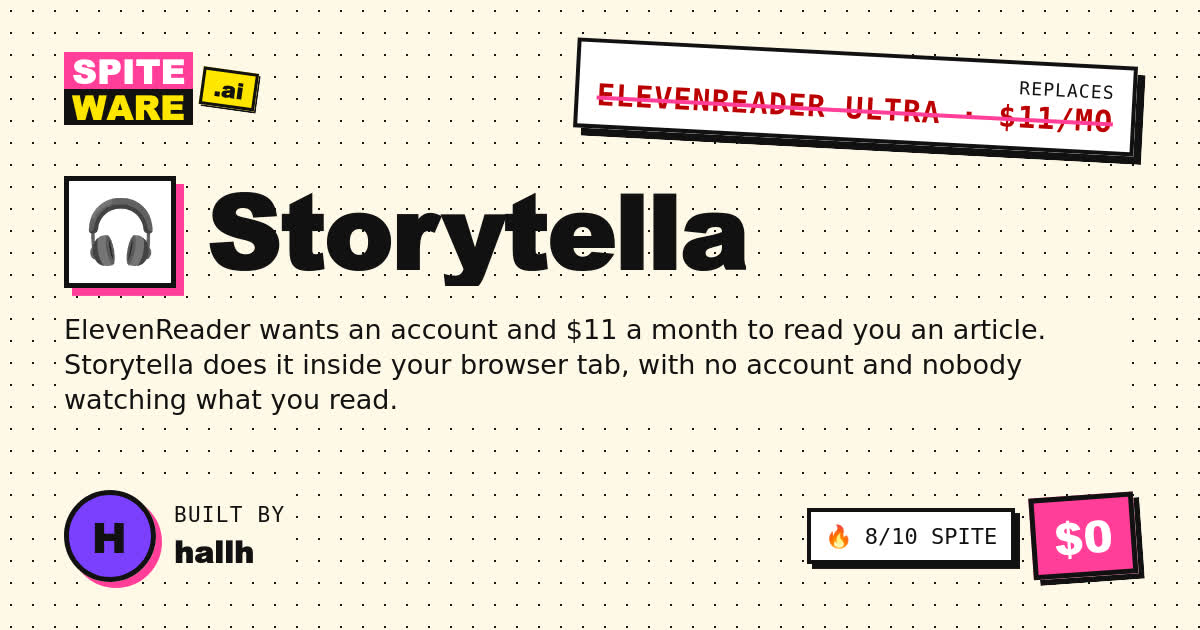 SPITE
WARE
.ai
REPLACES
ELEVENREADER ULTRA · $11/MO
Storytella
ElevenReader wants an account and $11 a month to read you an article.
Storytella does it inside your browser tab, with no account and nobody
watching what you read.
H
BUILT BY
hallh
🔥 8/10 SPITE
$0